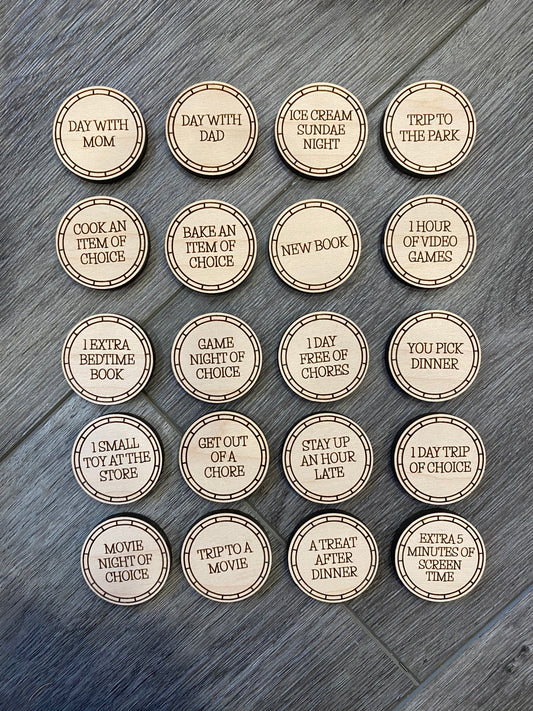 DAY WITH
MOM
DAY WITH
DAD
ICE CREAM
SUNDAE
NIGHT
TRIP TO
THE PARK
COOK AN
ITEM OF
CHOICE
BAKE AN
ITEM OF
CHOICE
NEW BOOK
1 HOUR
OF VIDEO
GAMES
1 EXTRA
BEDTIME
BOOK
GAME
NIGHT OF
CHOICE
1 DAY
FREE OF
CHORES
YOU PICK
DINNER
1 SMALL
TOY AT THE
STORE
GET OUT
OF A
CHORE
STAY UP
AN HOUR
LATE
1 DAY TRIP
OF CHOICE
MOVIE
NIGHT OF
CHOICE
TRIP TO A
MOVIE
A TREAT
AFTER
DINNER
EXTRA 5
MINUTES OF
SCREEN
TIME